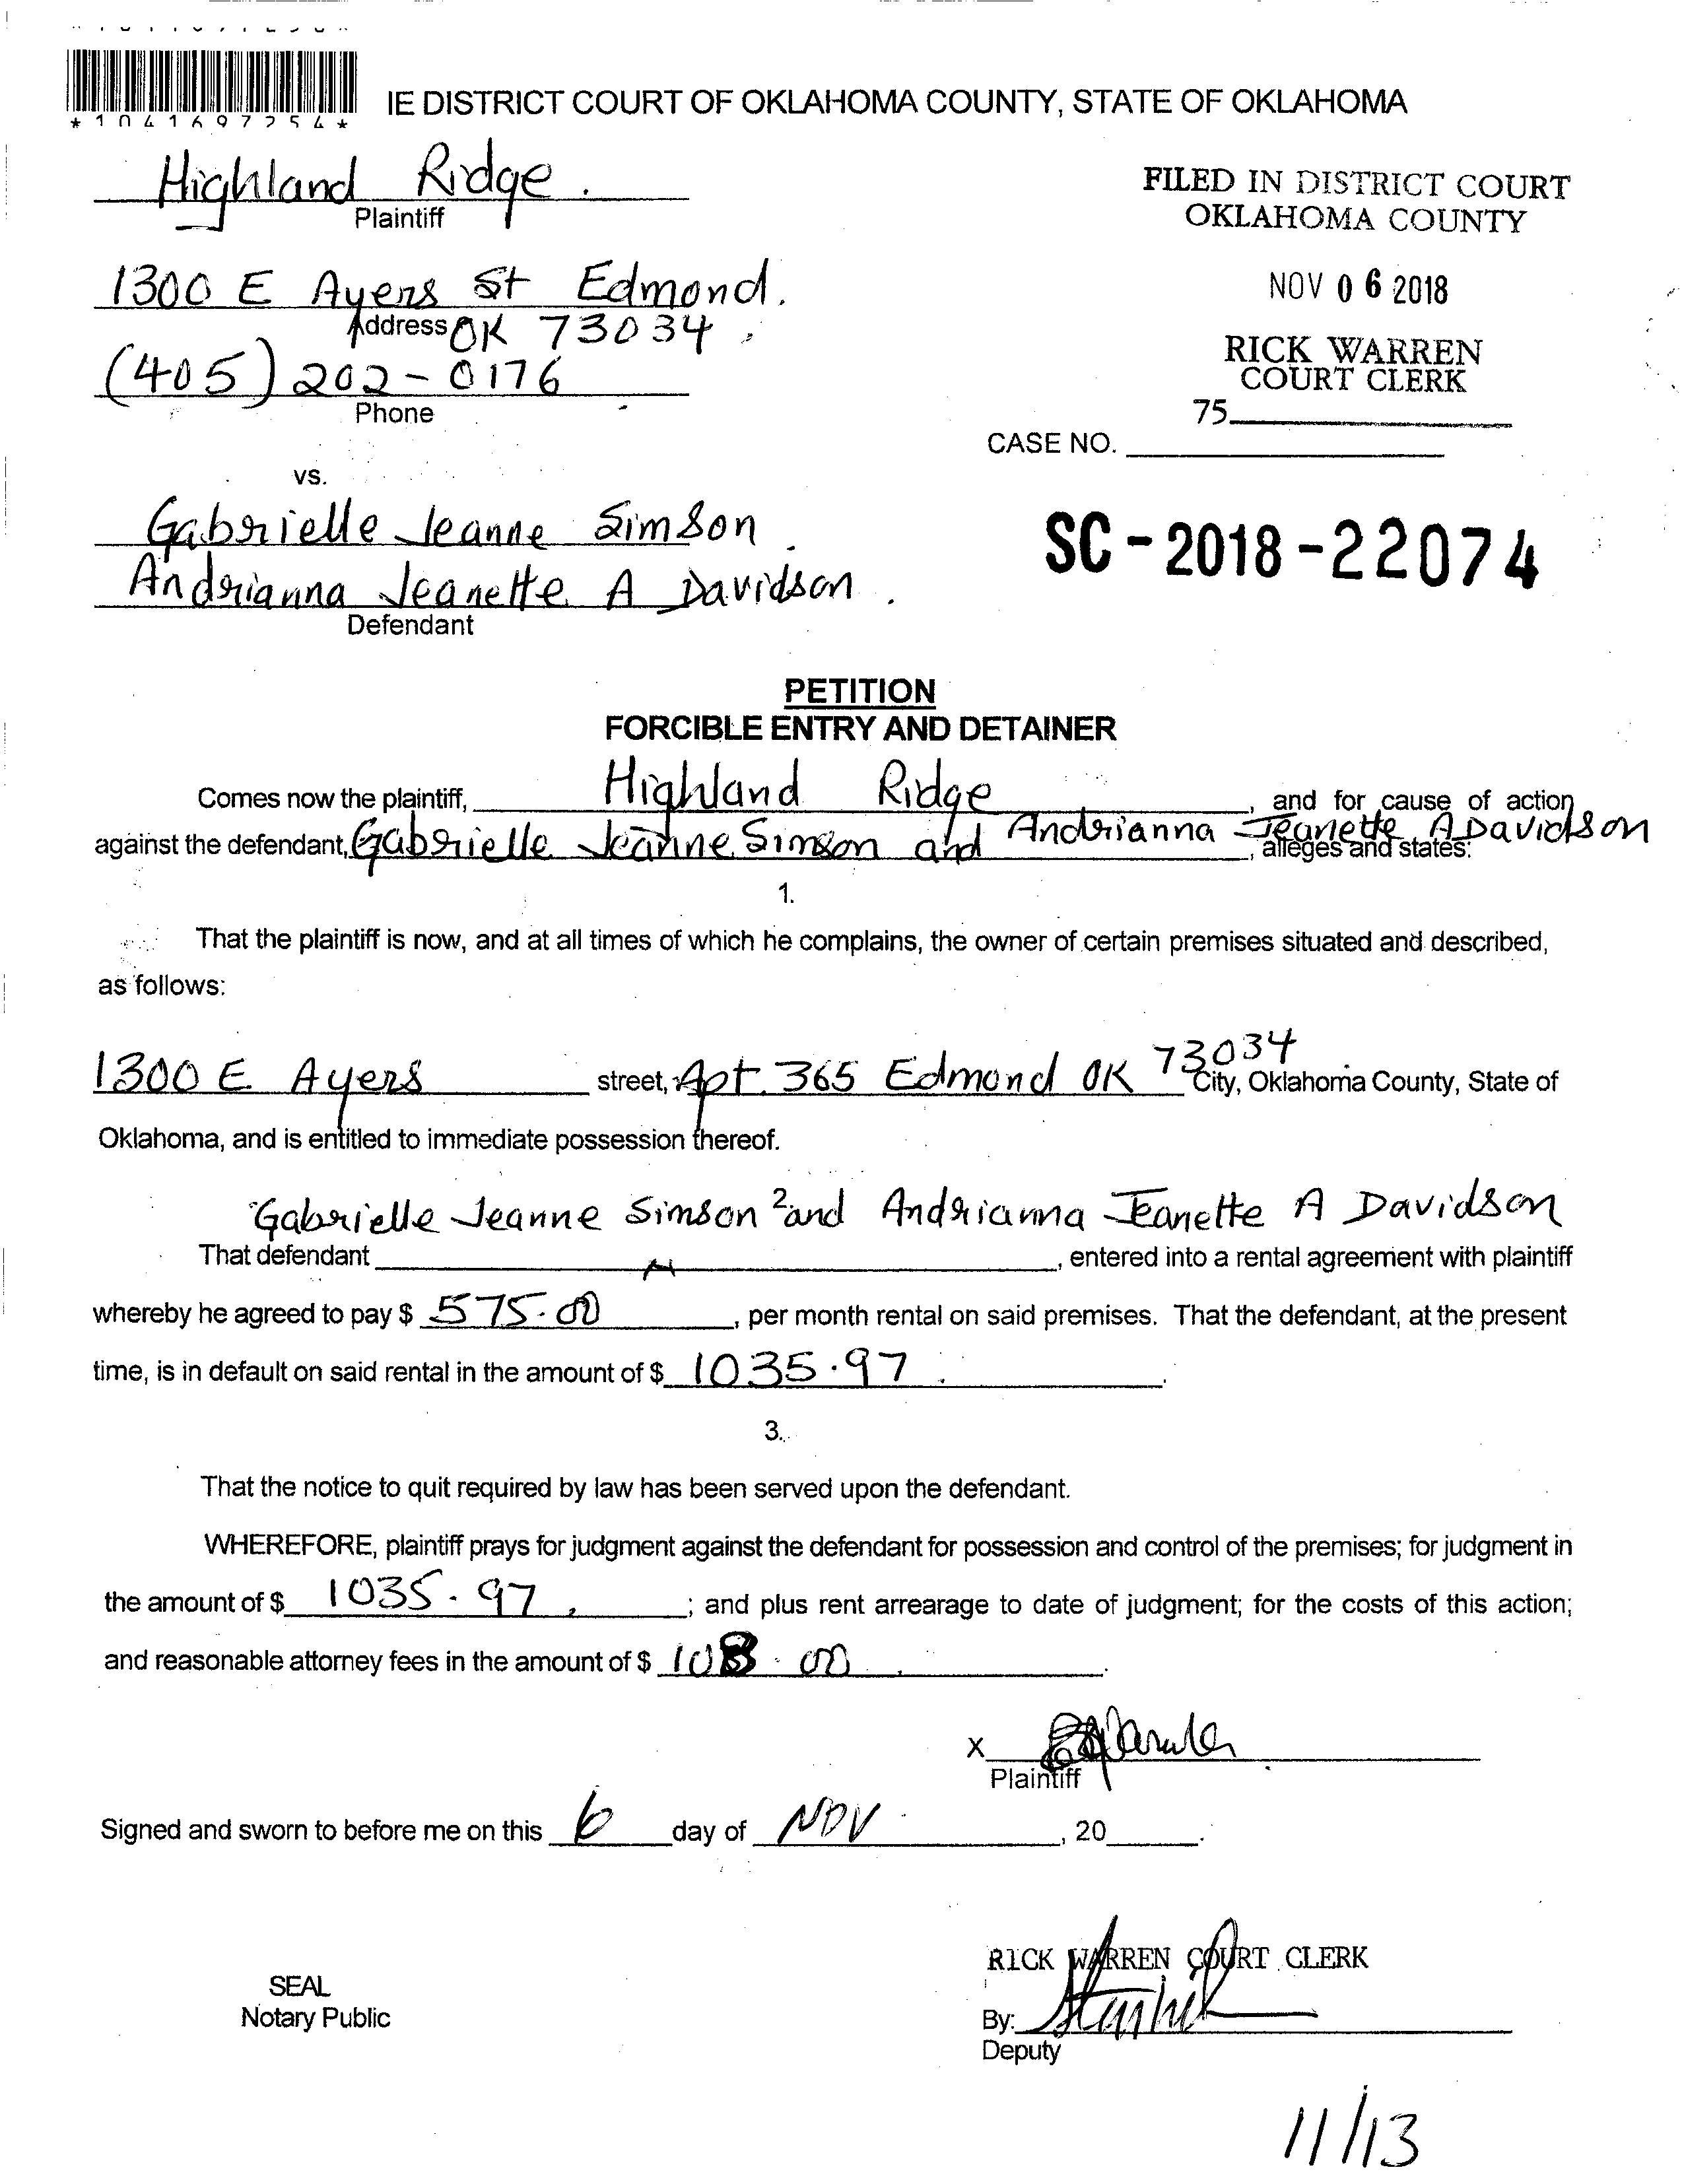 *1041697254*
IE DISTRICT COURT OF OKLAHOMA COUNTY, STATE OF OKLAHOMA
Highland Ridge.
Plaintiff
FILED IN DISTRICT COURT
OKLAHOMA COUNTY
1300 E Ayers St Edmond.
Address OK 73034,
NOV 06 2018
(405) 202-0176
Phone
RICK WARREN
COURT CLERK
75
CASE NO.
vs.
Gabrielle Jeanne Simson.
Andrianna Jeanette A Davidson.
Defendant
SC-2018-22074
PETITION
FORCIBLE ENTRY AND DETAINER
Comes now the plaintiff, Highland Ridge, and for cause of action
against the defendant, Gabrielle Jeanne Simson and Andrianna Jeanette A Davidson, alleges and states:
1.
That the plaintiff is now, and at all times of which he complains, the owner of certain premises situated and described,
as follows:
1300 E Ayers street, Apt. 365 Edmond OK 73034 City, Oklahoma County, State of
Oklahoma, and is entitled to immediate possession thereof.
2
Gabrielle Jeanne Simson and Andrianna Jeanette A Davidson
That defendant, entered into a rental agreement with plaintiff
whereby he agreed to pay $ 575.00, per month rental on said premises. That the defendant, at the present
time, is in default on said rental in the amount of $ 1035.97.
3.
That the notice to quit required by law has been served upon the defendant.
WHEREFORE, plaintiff prays for judgment against the defendant for possession and control of the premises; for judgment in
the amount of $ 1035.97,; and plus rent arrearage to date of judgment; for the costs of this action;
and reasonable attorney fees in the amount of $ 108.00.
X
Plaintiff
Signed and sworn to before me on this 6 day of NOV, 20.
RICK WARREN COURT CLERK
SEAL
Notary Public
By:
Deputy
11/13